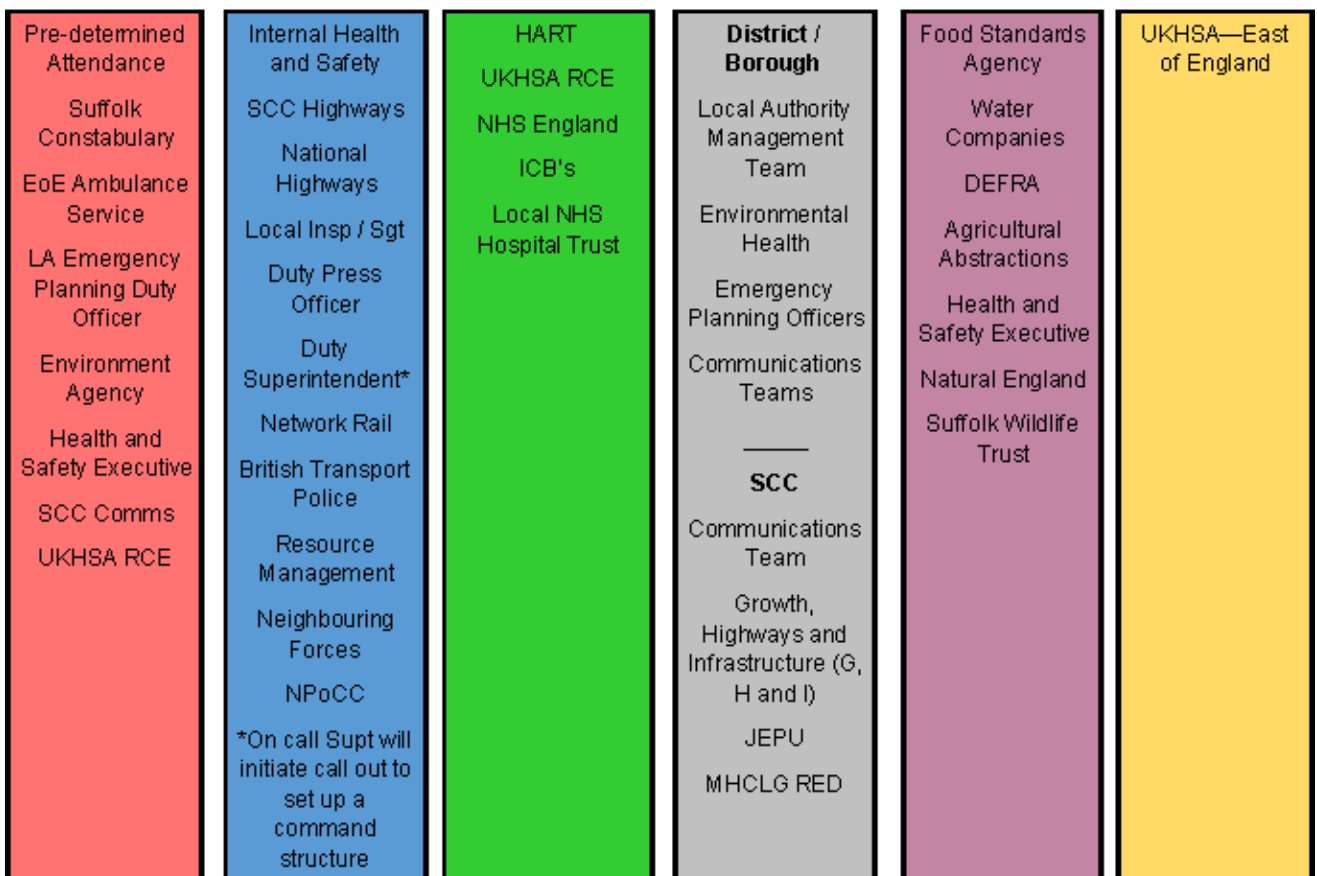 Pre-determined
Attendance
Suffolk
Constabulary
EoE Ambulance
Service
LA Emergency
Planning Duty
Officer
Environment
Agency
Health and
Safety Executive
SCC Comms
UKHSA RCE
Internal Health
and Safety
SCC Highways
National
Highways
Local Insp / Sgt
Duty Press
Officer
Duty
Superintendent*
Network Rail
British Transport
Police
Resource
Management
Neighbouring
Forces
NPoCC
*On call Supt will
initiate call out to
set up a
command
structure
HART
UKHSA RCE
NHS England
ICB's
Local NHS
Hospital Trust
District /
Borough
Local Authority
Management
Team
Environmental
Health
Emergency
Planning Officers
Communications
Teams
SCC
Communications
Team
Growth,
Highways and
Infrastructure (G,
H and I)
JEPU
MHCLG RED
Food Standards
Agency
Water
Companies
DEFRA
Agricultural
Abstractions
Health and
Safety Executive
Natural England
Suffolk Wildlife
Trust
UKHSA—East
of England